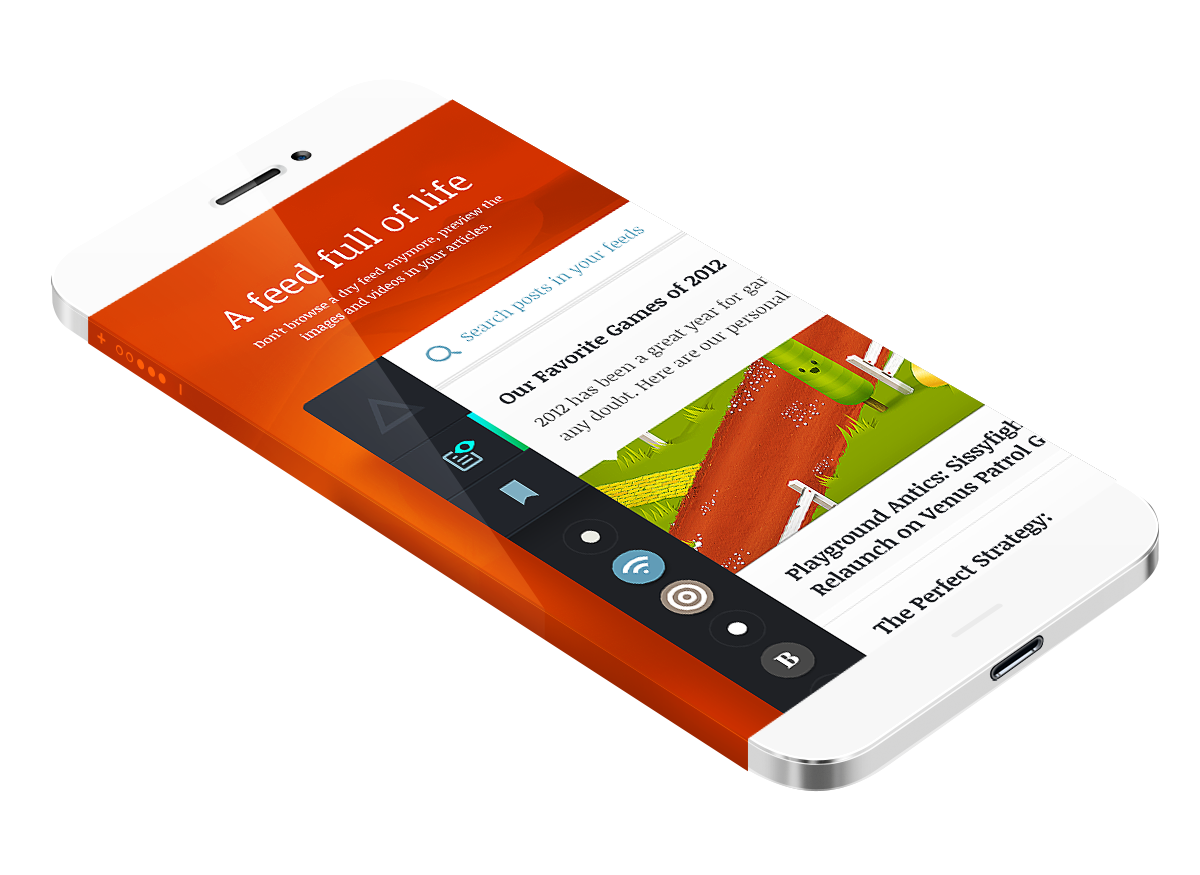 A feed full of life
Don't browse a dry feed anymore, preview the
images and videos in your articles.
Search posts in your feeds
Our Favorite Games of 2012
2012 has been a great year for gar
any doubt. Here are our personal
Playground Antics: Sissyfigh
Relaunch on Venus Patrol G
The Perfect Strategy:
B